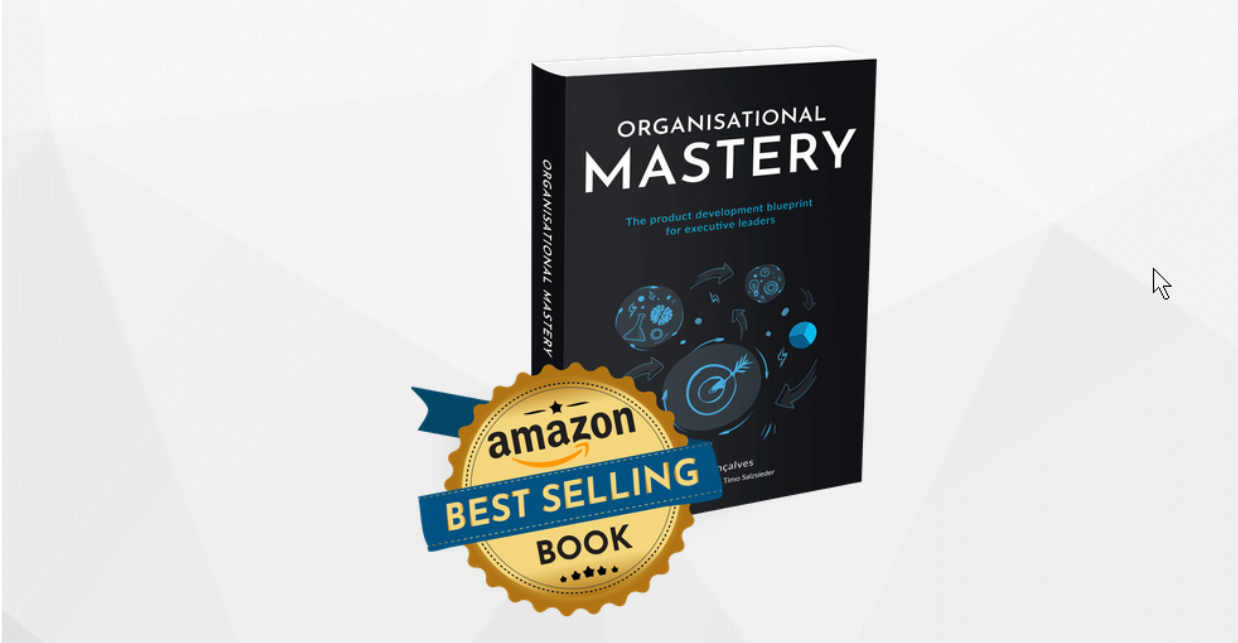 ORGANISATIONAL
MASTERY
The product development blueprint
for executive leaders
ORGANISATIONAL MASTERY
Timo Salzsieder
amazon
BEST SELLING
BOOK